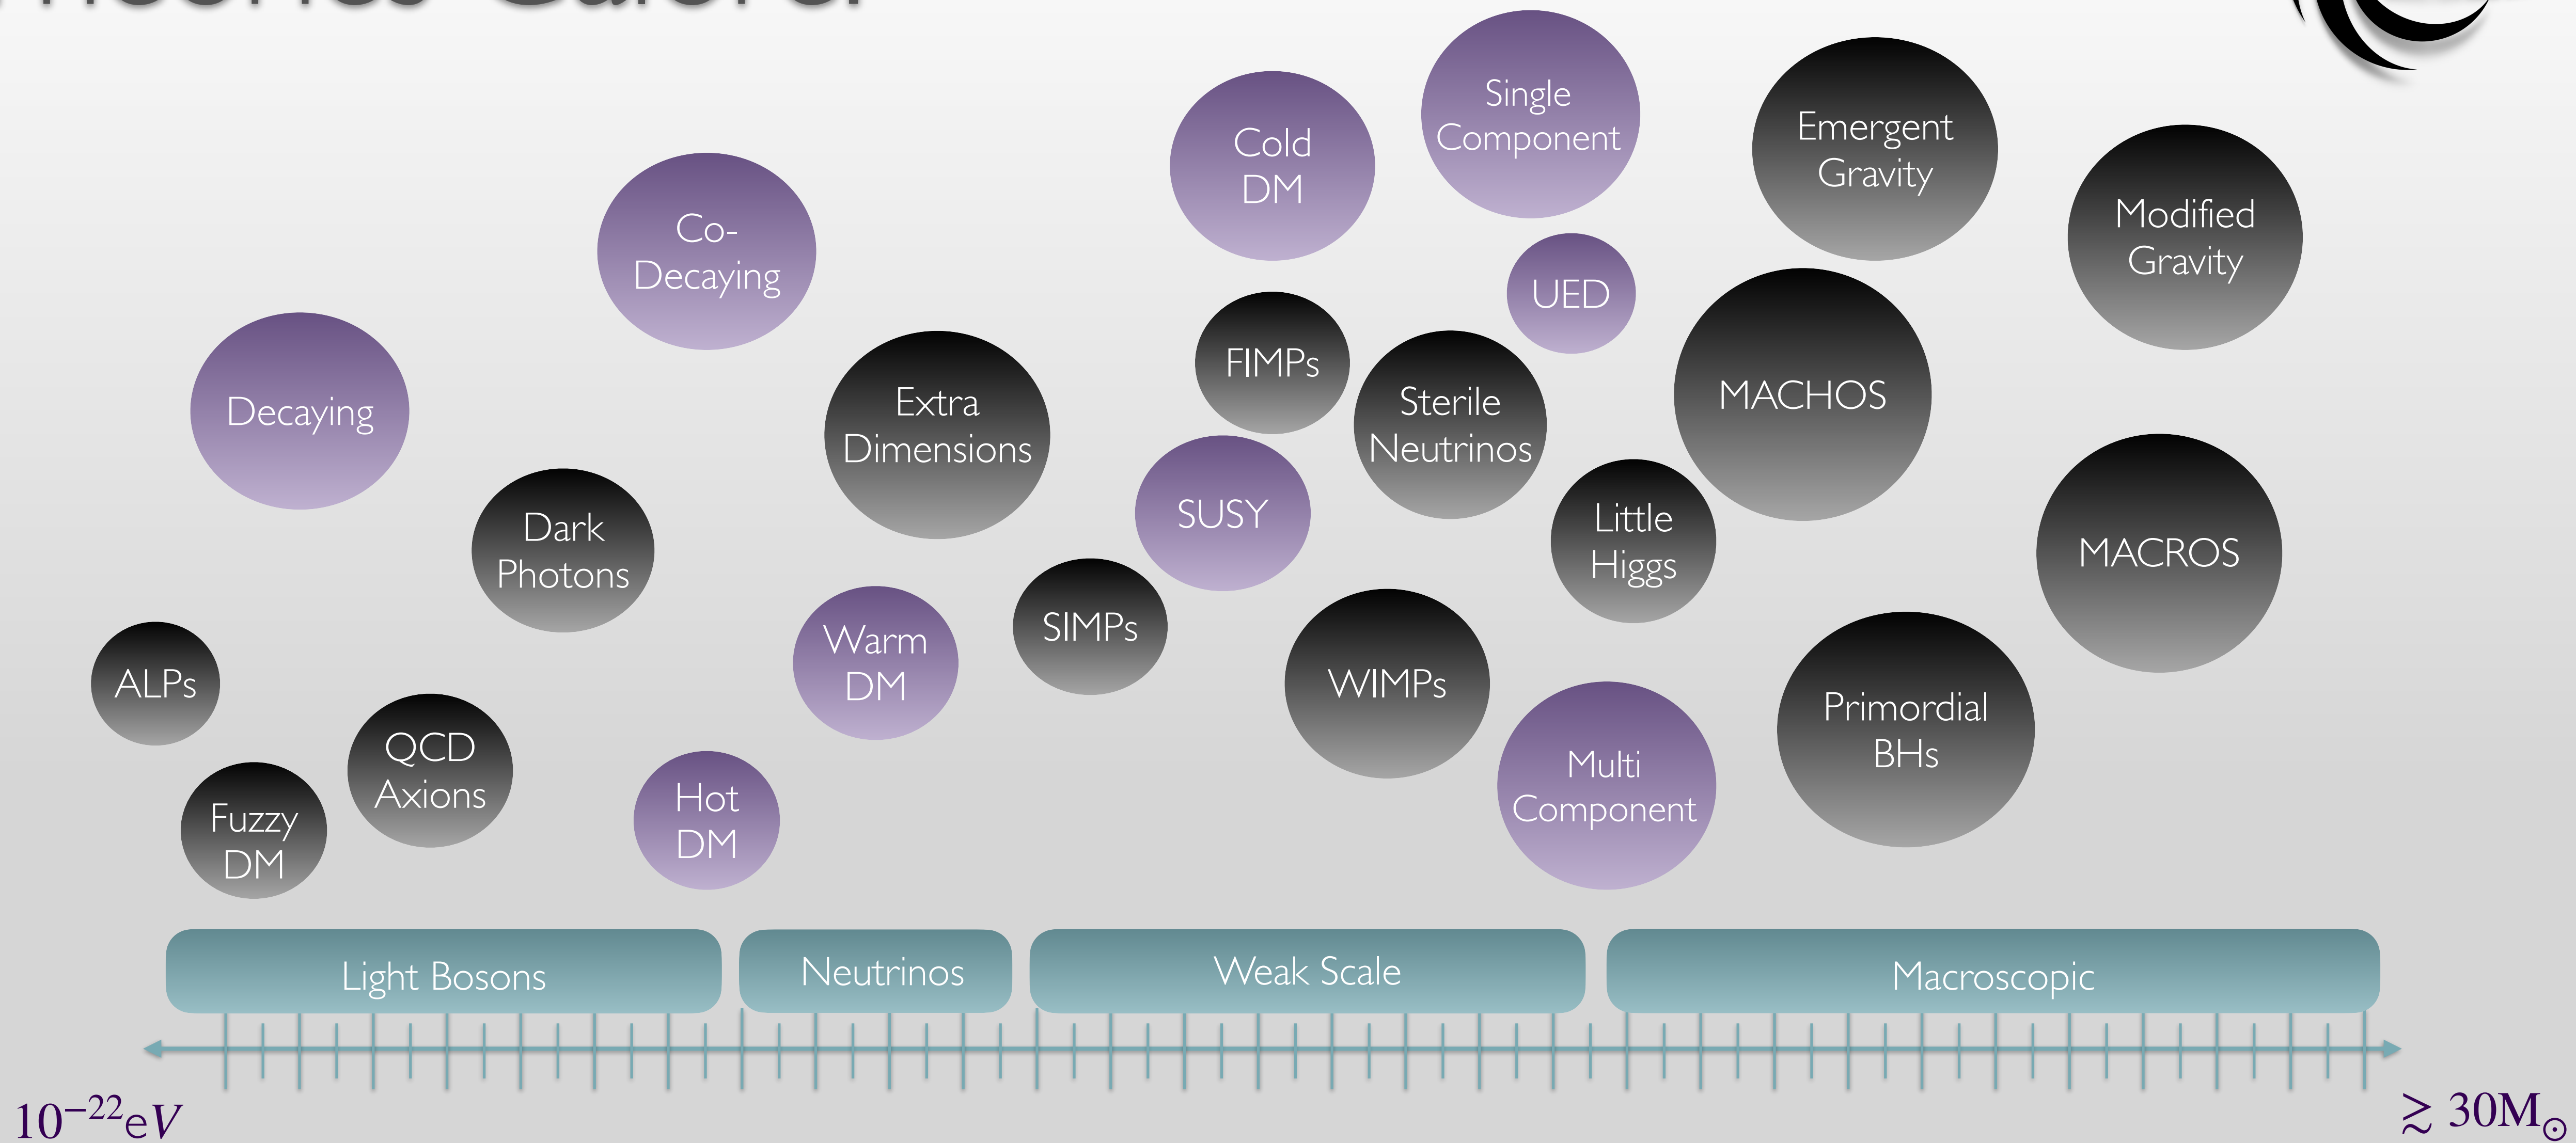 Single
Component
Cold
DM
Emergent
Gravity
Modified
Gravity
Co-
Decaying
UED
FIMPs
Decaying
Extra
Dimensions
Sterile
Neutrinos
MACHOS
SUSY
Little
Higgs
MACROS
Dark
Photons
SIMPs
Warm
DM
ALPs
WIMPs
Primordial
BHs
QCD
Axions
Fuzzy
DM
Hot
DM
Multi
Component
Light Bosons
Neutrinos
Weak Scale
Macroscopic
10⁻²²eV
≳ 30M☉